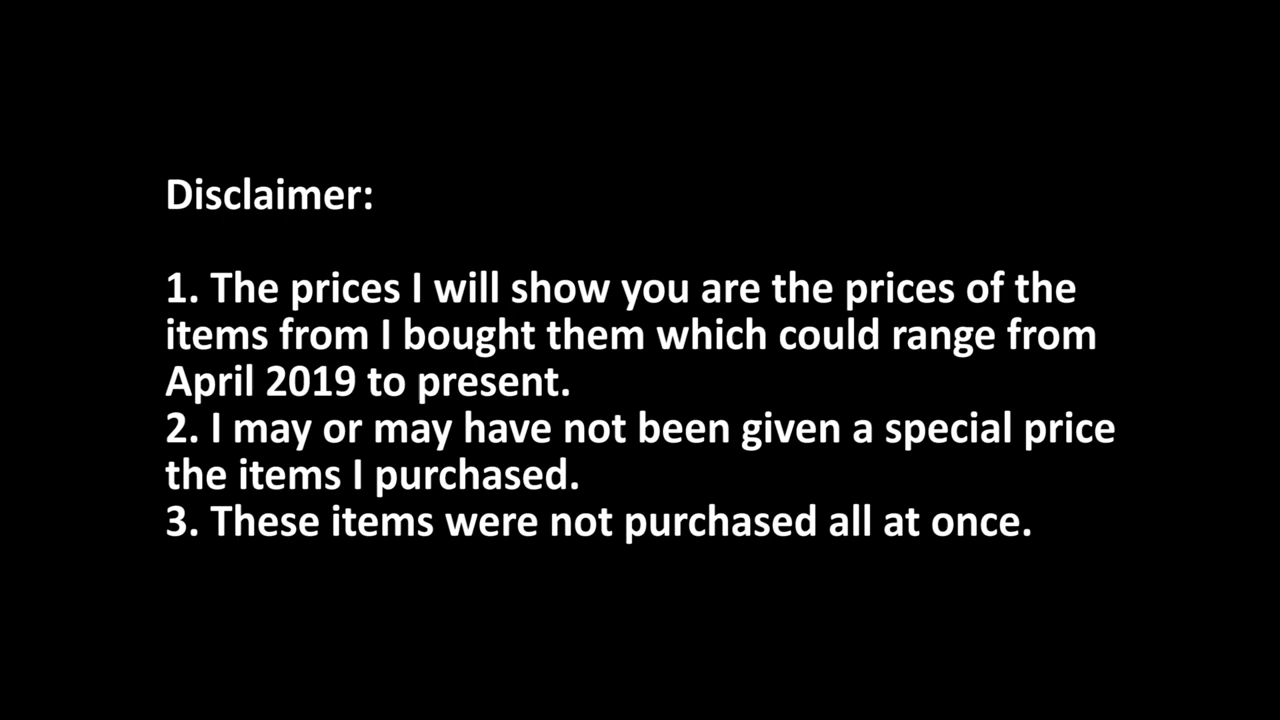 Disclaimer:
1. The prices I will show you are the prices of the
items from I bought them which could range from
April 2019 to present.
2. I may or may have not been given a special price
the items I purchased.
3. These items were not purchased all at once.